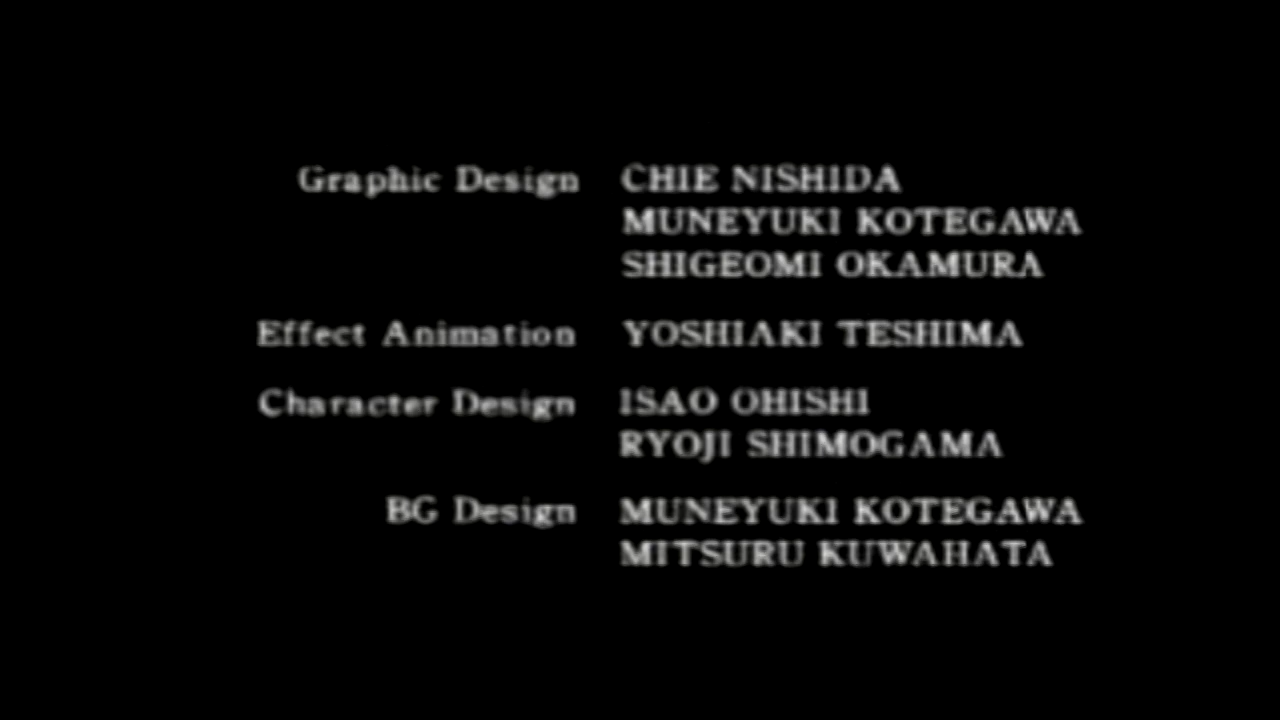 Graphic Design CHIE NISHIDA
MUNEYUKI KOTEGAWA
SHIGEOMI OKAMURA
Effect Animation YOSHIAKI TESHIMA
Character Design ISAO OHISHI
RYOJI SHIMOGAMA
BG Design MUNEYUKI KOTEGAWA
MITSURU KUWAHATA